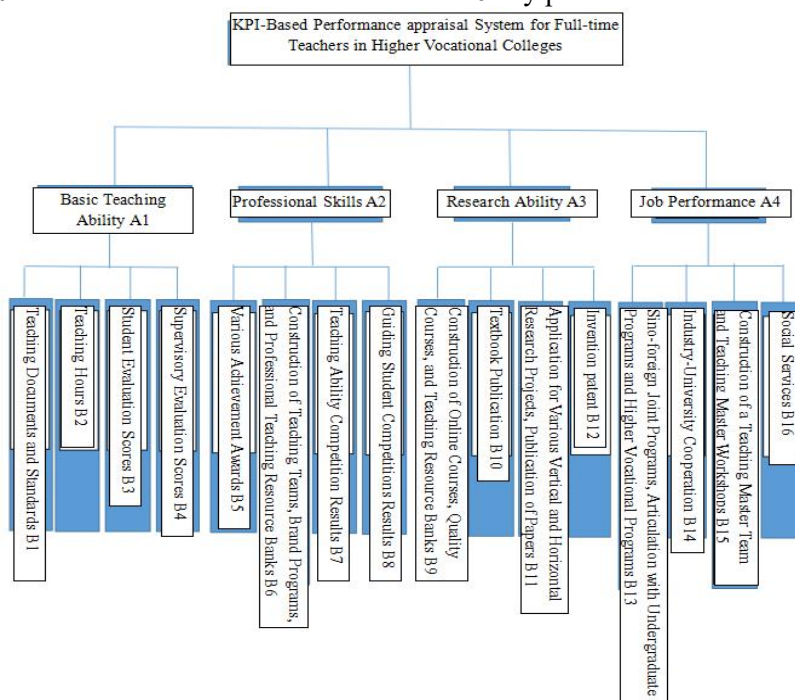 KPI-Based Performance appraisal System for Full-time
Teachers in Higher Vocational Colleges
Basic Teaching
Ability A1
Professional Skills A2
Research Ability A3
Job Performance A4
Teaching Documents and Standards B1
Teaching Hours B2
Student Evaluation Scores B3
Supervisory Evaluation Scores B4
Various Achievement Awards B5
Construction of Teaching Teams, Brand Programs,
and Professional Teaching Resource Banks B6
Teaching Ability Competition Results B7
Guiding Student Competitions Results B8
Construction of Online Courses, Quality
Courses, and Teaching Resource Banks B9
Textbook Publication B10
Application for Various Vertical and Horizontal
Research Projects, Publication of Papers B11
Invention patent B12
Sino-foreign Joint Programs, Articulation with Undergraduate
Programs and Higher Vocational Programs B13
Industry-University Cooperation B14
Construction of a Teaching Master Team
and Teaching Master Workshops B15
Social Services B16